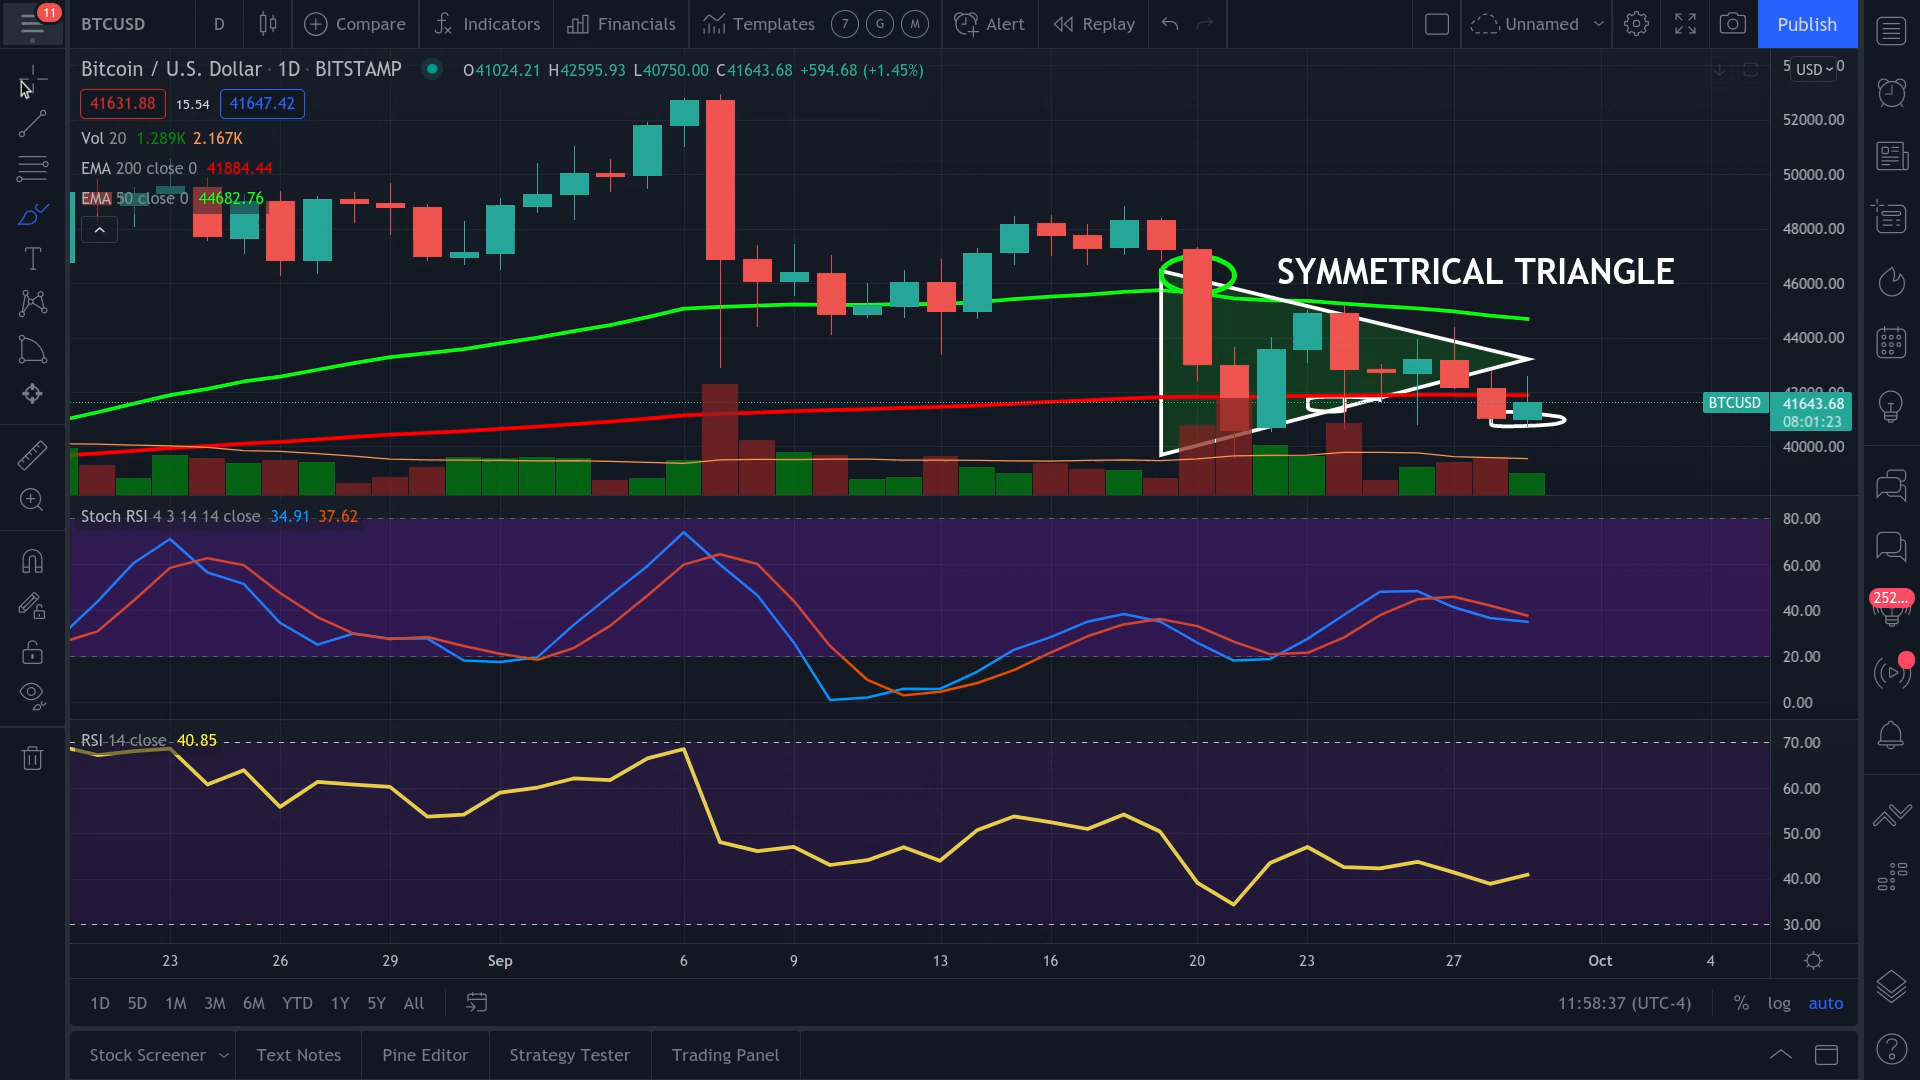 11
BTCUSD D Compare Indicators Financials Templates 7 G M Alert Replay Unnamed Publish
Bitcoin / U.S. Dollar · 1D · BITSTAMP O41024.21 H42595.93 L40750.00 C41643.68 +594.68 (+1.45%)
USD
41631.88 15.54 41647.42
52000.00
Vol 20 1.289K 2.167K
EMA 200 close 0 41884.44
50000.00
EMA 50 close 0 44682.76
48000.00
SYMMETRICAL TRIANGLE
46000.00
44000.00
42000.00
BTCUSD 41643.68
08:01:23
40000.00
Stoch RSI 4 3 14 14 close 34.91 37.62
80.00
60.00
252...
40.00
20.00
0.00
RSI 14 close 40.85
70.00
60.00
50.00
40.00
30.00
23 26 29 Sep 6 9 13 16 20 23 27 Oct 4
1D 5D 1M 3M 6M YTD 1Y 5Y All 11:58:37 (UTC-4) % log auto
Stock Screener Text Notes Pine Editor Strategy Tester Trading Panel